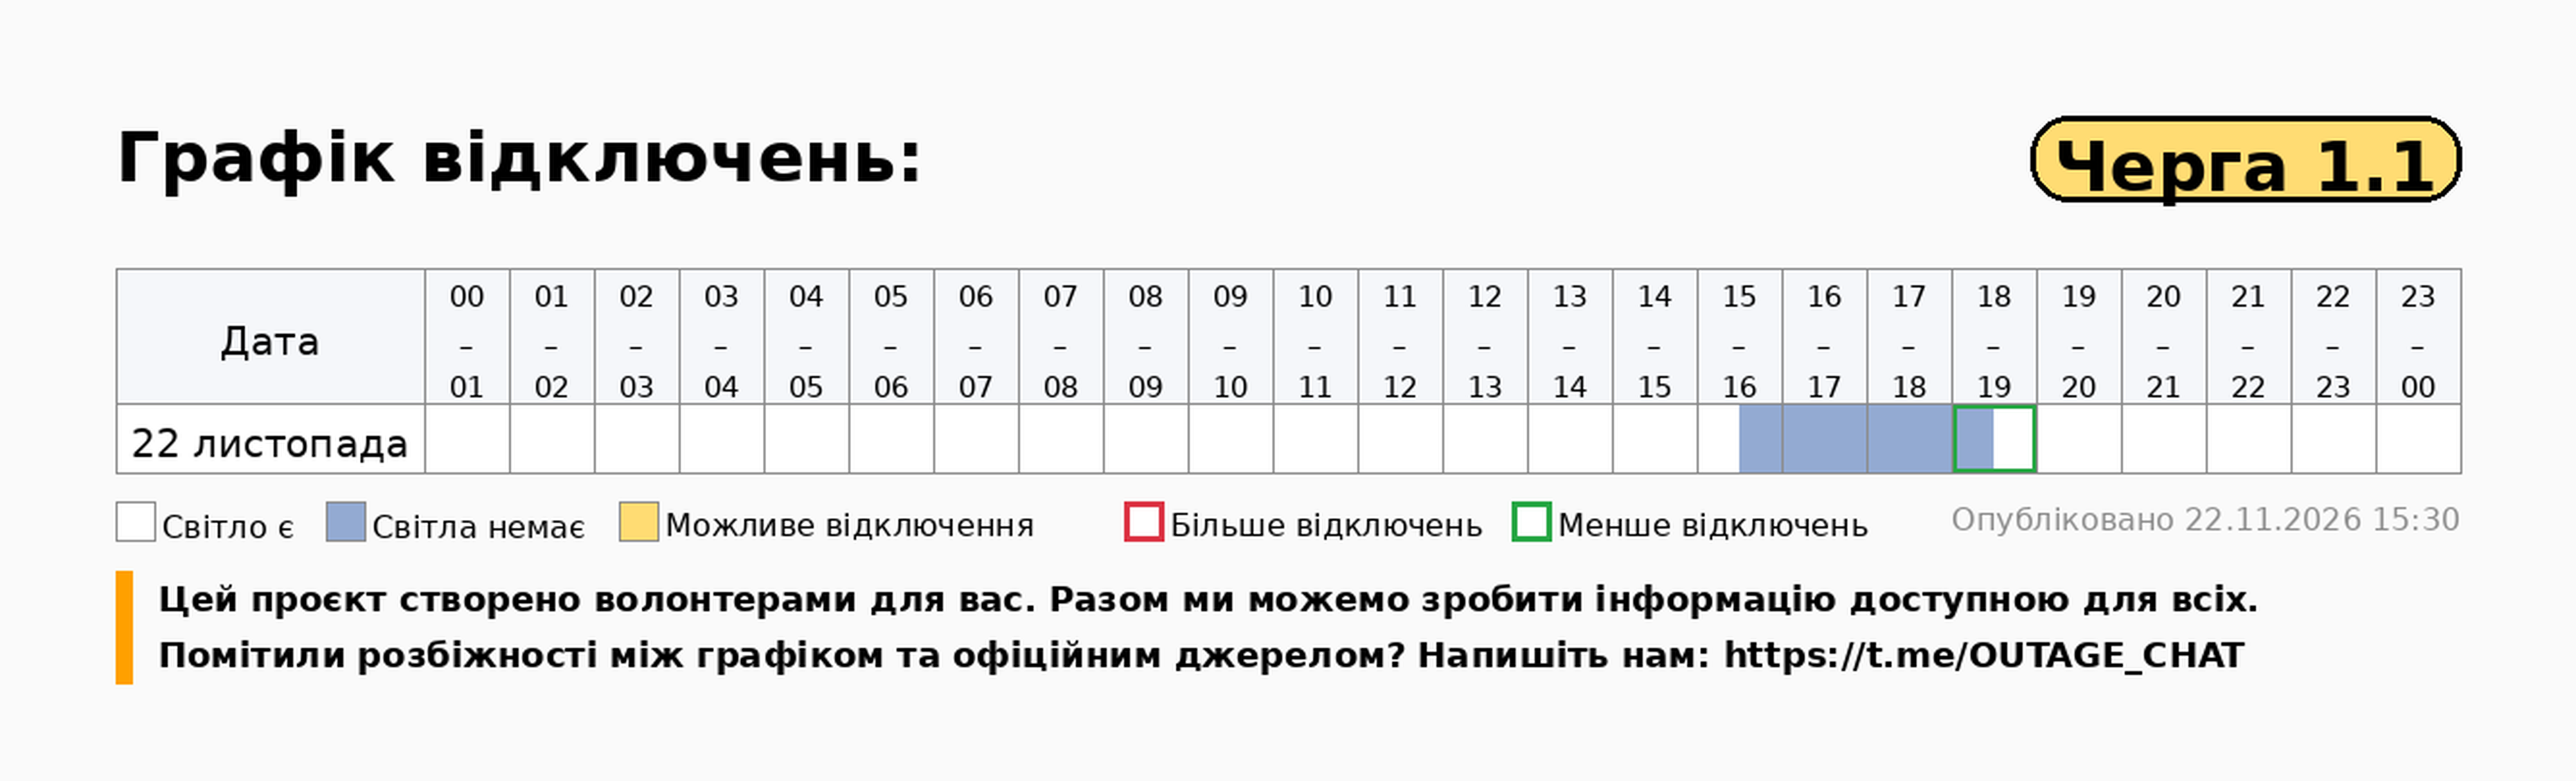 Графік відключень:
Черга 1.1
Дата
00 – 01
01 – 02
02 – 03
03 – 04
04 – 05
05 – 06
06 – 07
07 – 08
08 – 09
09 – 10
10 – 11
11 – 12
12 – 13
13 – 14
14 – 15
15 – 16
16 – 17
17 – 18
18 – 19
19 – 20
20 – 21
21 – 22
22 – 23
23 – 00
22 листопада
Світло є
Світла немає
Можливе відключення
Більше відключень
Менше відключень
Опубліковано 22.11.2026 15:30
Цей проєкт створено волонтерами для вас. Разом ми можемо зробити інформацію доступною для всіх.
Помітили розбіжності між графіком та офіційним джерелом? Напишіть нам: https://t.me/OUTAGE_CHAT